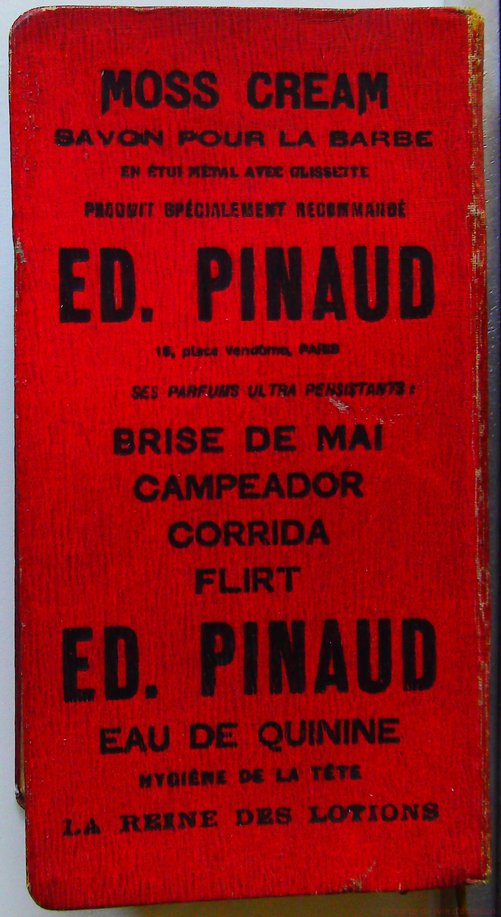 MOSS CREAM
SAVON POUR LA BARBE
EN ÉTUI MÉTAL AVEC GLISSETTE
PRODUIT SPÉCIALEMENT RECOMMANDÉ
ED. PINAUD
18, place Vendôme, PARIS
SES PARFUMS ULTRA PERSISTANTS :
BRISE DE MAI
CAMPEADOR
CORRIDA
FLIRT
ED. PINAUD
EAU DE QUININE
HYGIÈNE DE LA TÊTE
LA REINE DES LOTIONS